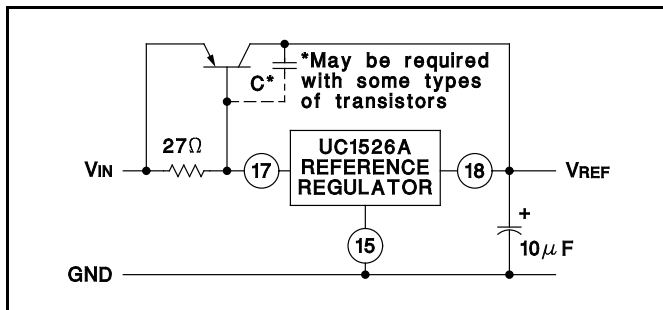 *May be required
C* with some types
of transistors
27Ω
UC1526A
REFERENCE
REGULATOR
VIN
17
18
VREF
+
15
10μF
GND